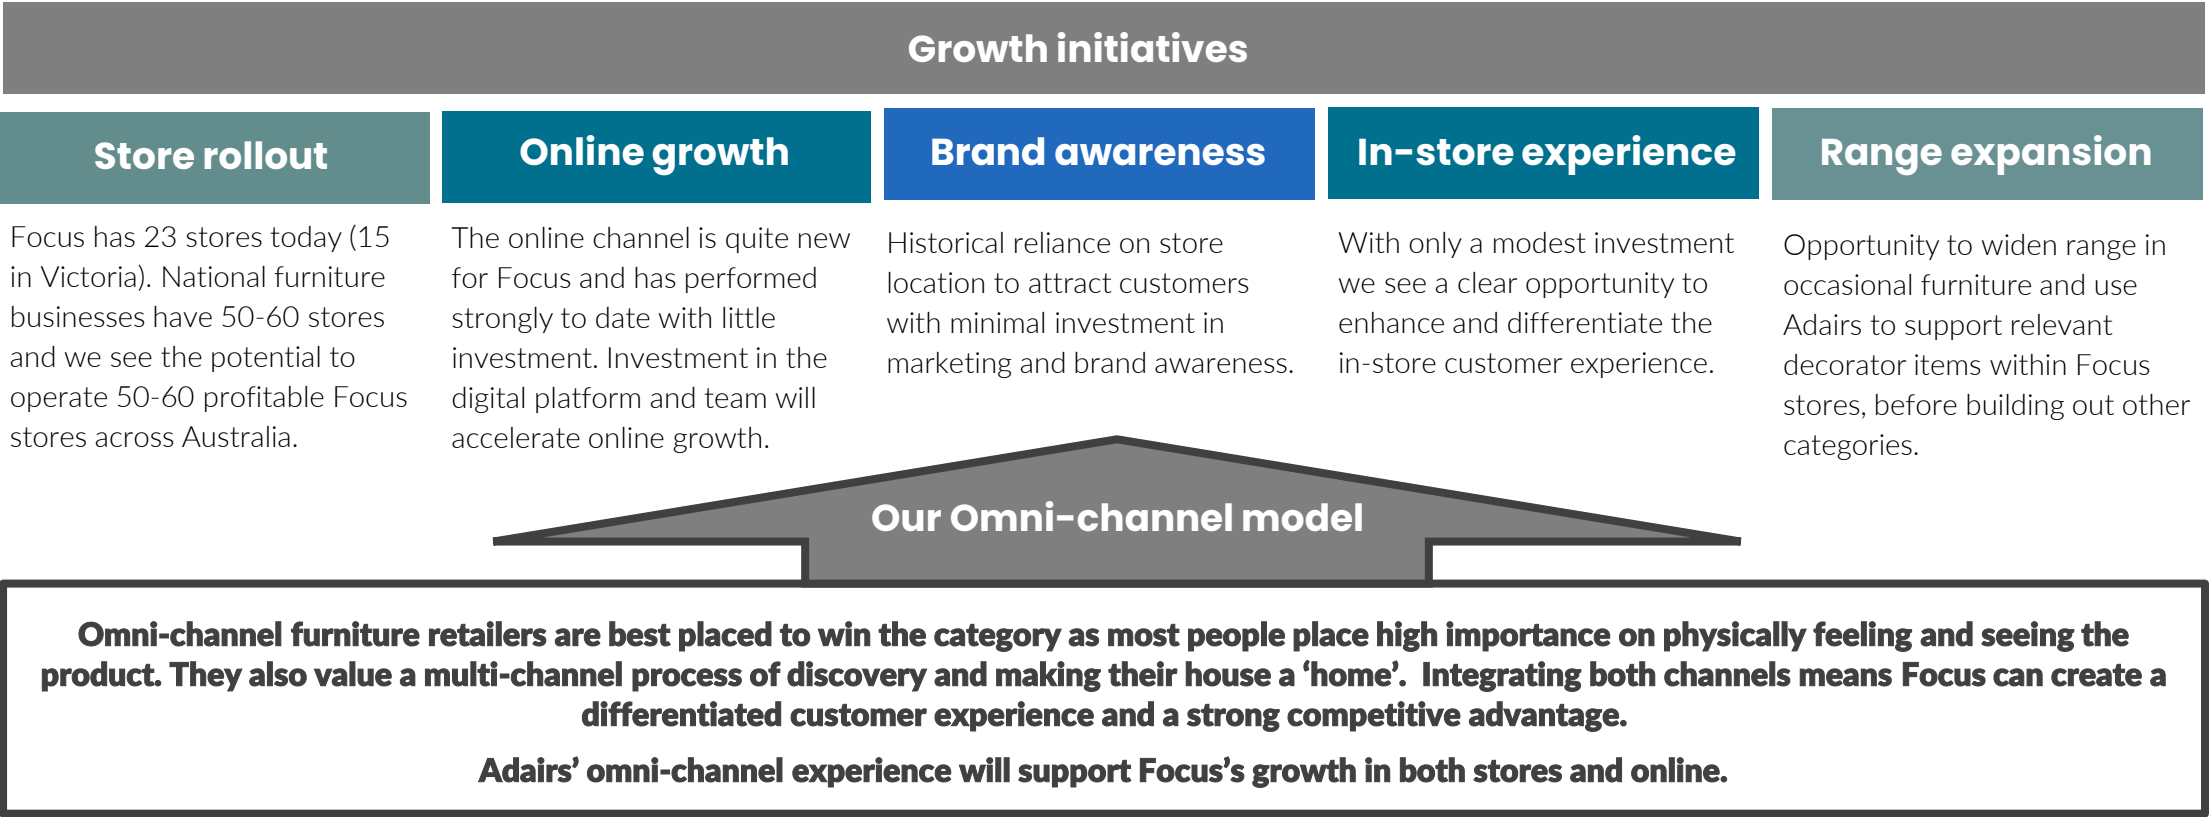 Growth initiatives
Store rollout
Focus has 23 stores today (15
in Victoria). National furniture
businesses have 50-60 stores
and we see the potential to
operate 50-60 profitable Focus
stores across Australia.
Online growth
The online channel is quite new
for Focus and has performed
strongly to date with little
investment. Investment in the
digital platform and team will
accelerate online growth.
Brand awareness
Historical reliance on store
location to attract customers
with minimal investment in
marketing and brand awareness.
In-store experience
With only a modest investment
we see a clear opportunity to
enhance and differentiate the
in-store customer experience.
Range expansion
Opportunity to widen range in
occasional furniture and use
Adairs to support relevant
decorator items within Focus
stores, before building out other
categories.
Our Omni-channel model
Omni-channel furniture retailers are best placed to win the category as most people place high importance on physically feeling and seeing the
product. They also value a multi-channel process of discovery and making their house a ‘home’.  Integrating both channels means Focus can create a
differentiated customer experience and a strong competitive advantage.
Adairs’ omni-channel experience will support Focus’s growth in both stores and online.